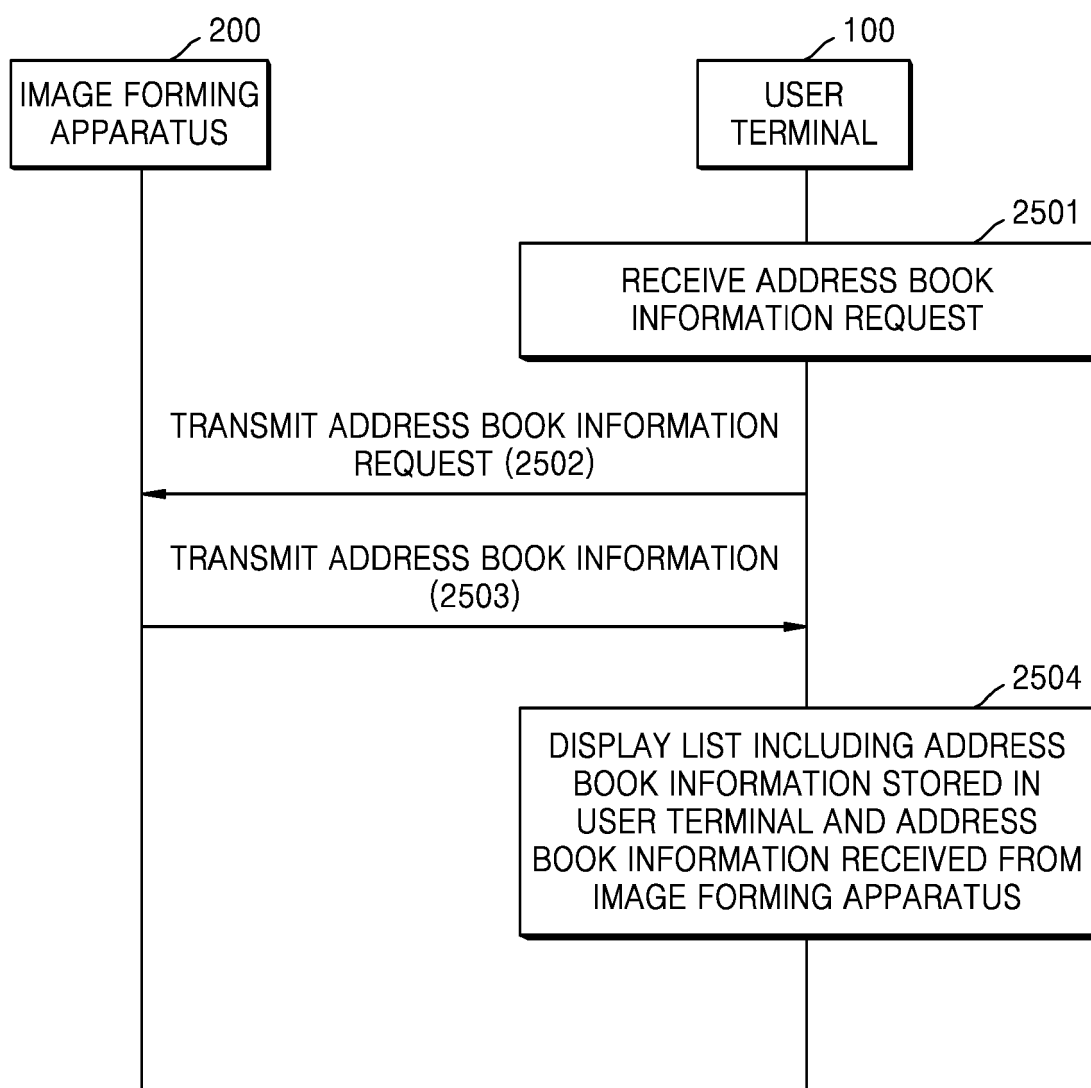 200
100
IMAGE FORMING
APPARATUS
USER
TERMINAL
2501
RECEIVE ADDRESS BOOK
INFORMATION REQUEST
TRANSMIT ADDRESS BOOK INFORMATION
REQUEST (2502)
TRANSMIT ADDRESS BOOK INFORMATION
(2503)
2504
DISPLAY LIST INCLUDING ADDRESS
BOOK INFORMATION STORED IN
USER TERMINAL AND ADDRESS
BOOK INFORMATION RECEIVED FROM
IMAGE FORMING APPARATUS